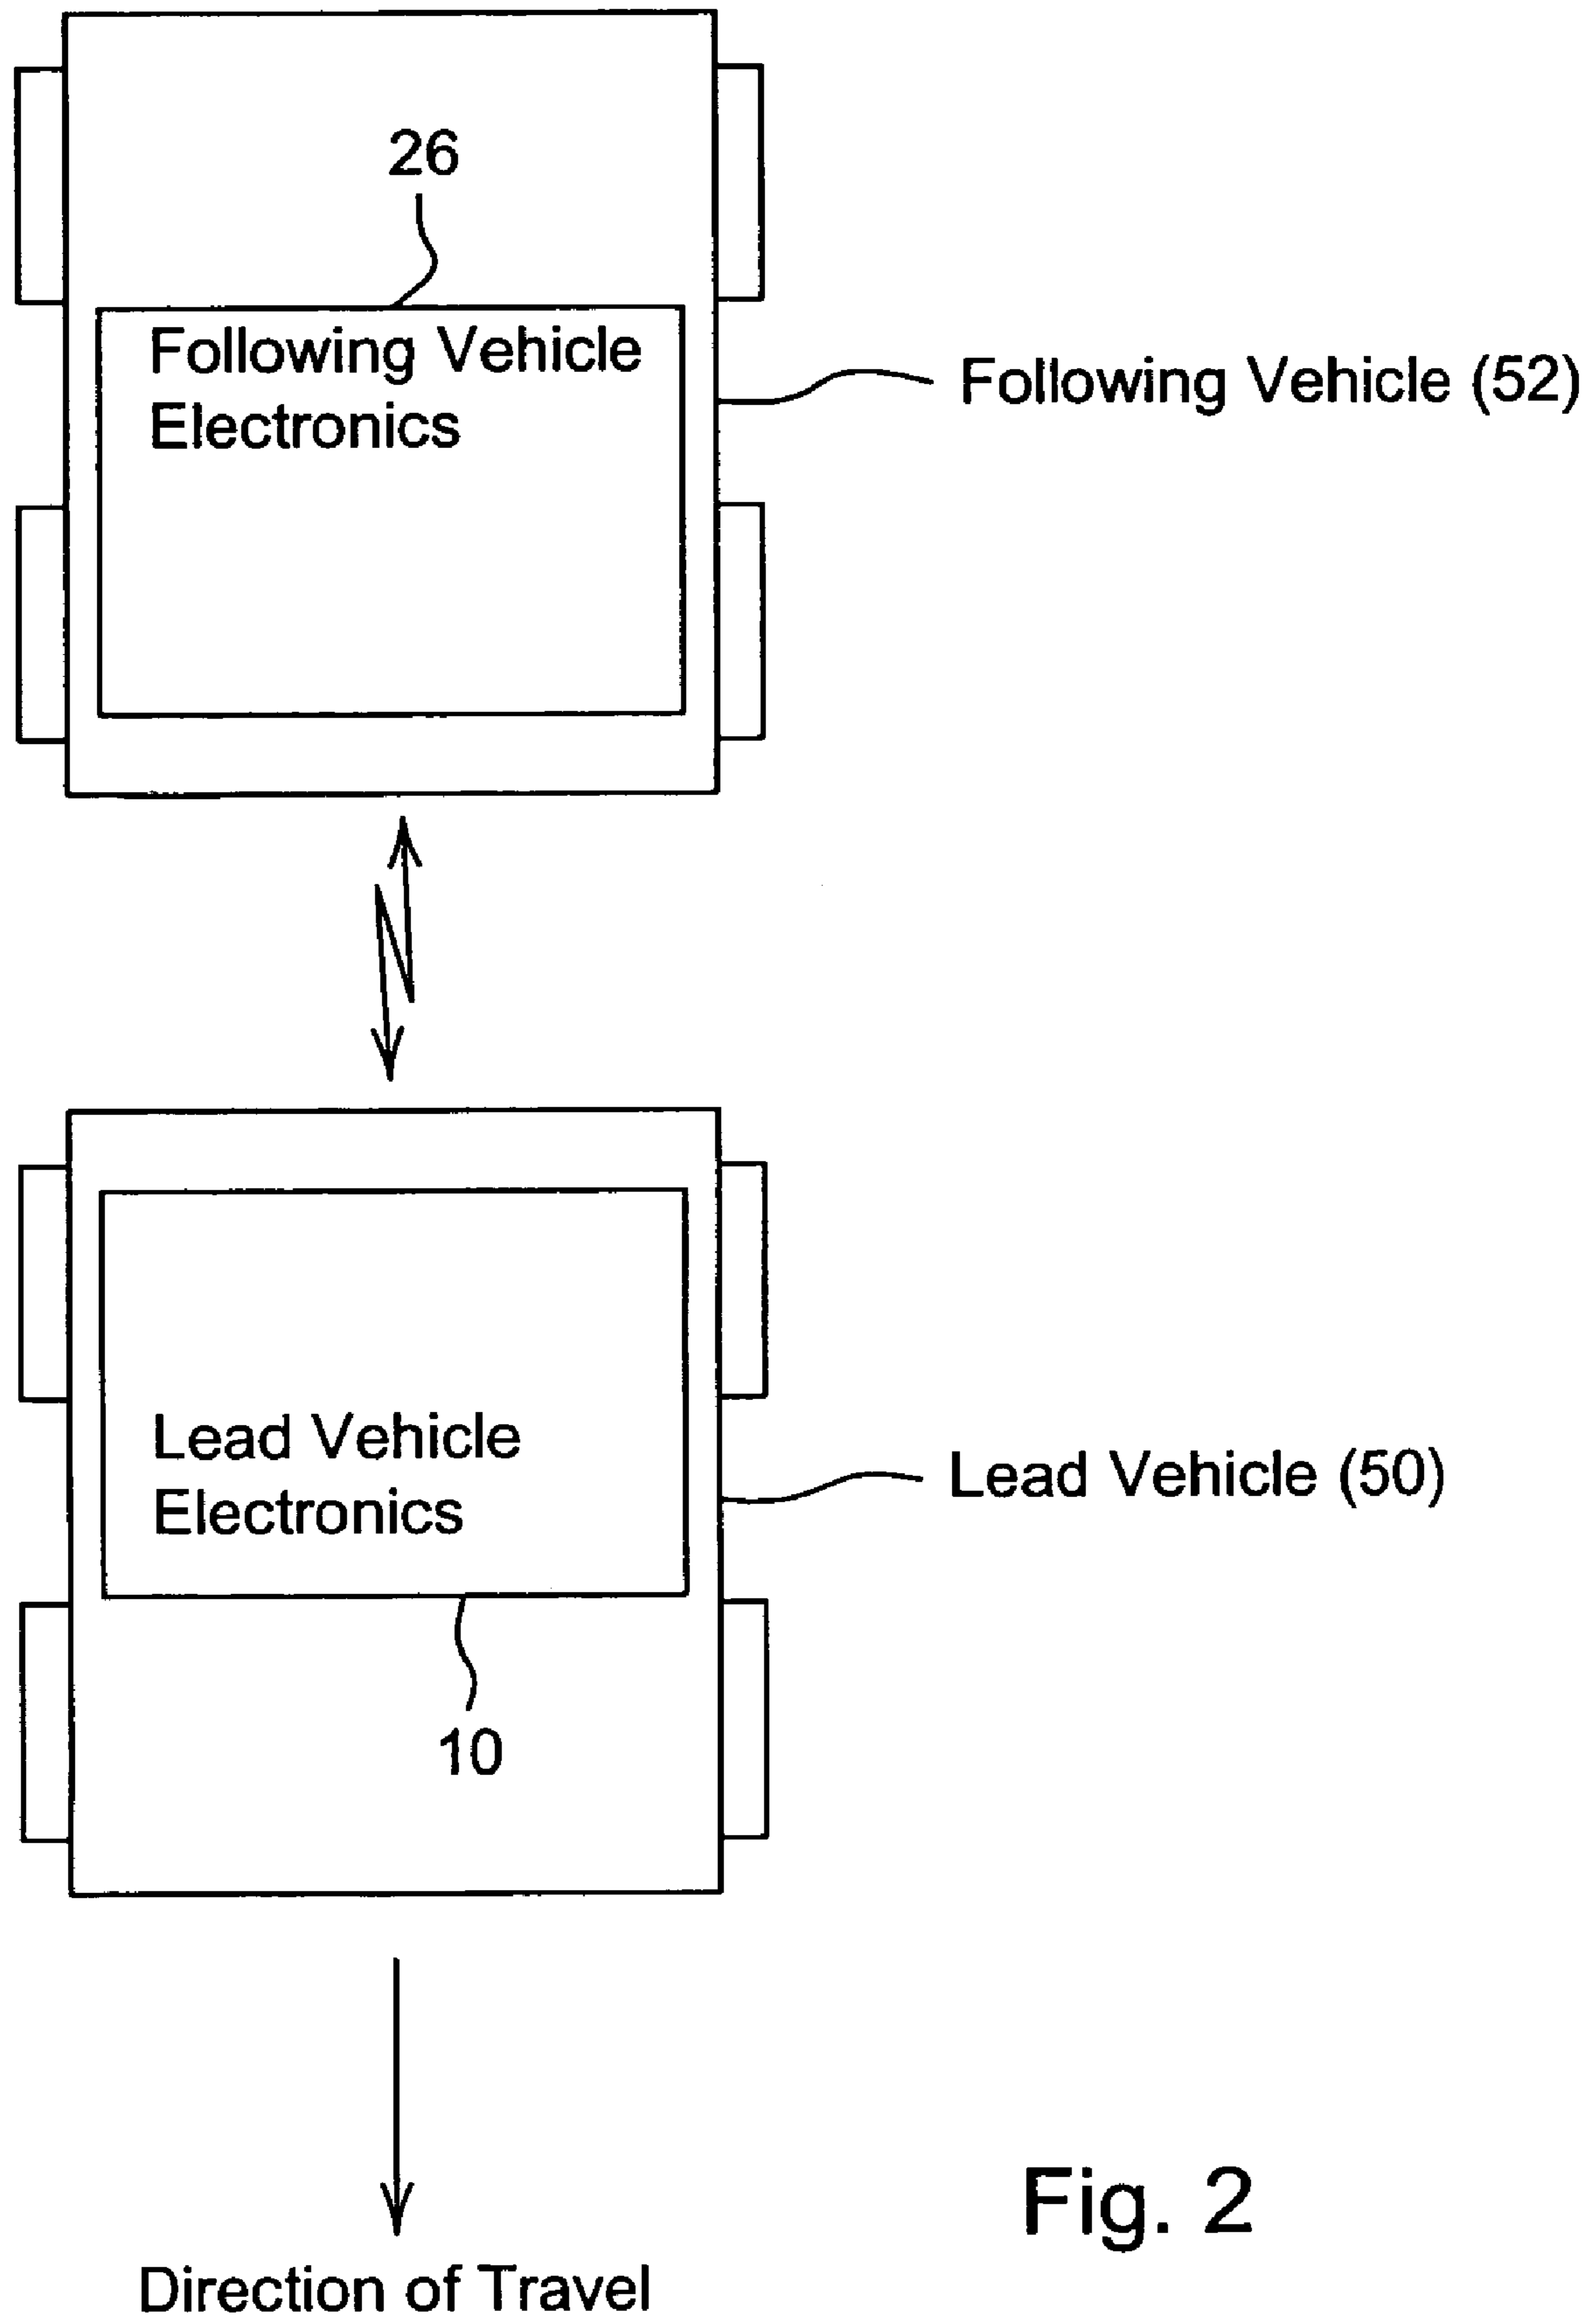 26
Following Vehicle
Electronics
Following Vehicle (52)
Lead Vehicle
Electronics
Lead Vehicle (50)
10
Fig. 2
Direction of Travel